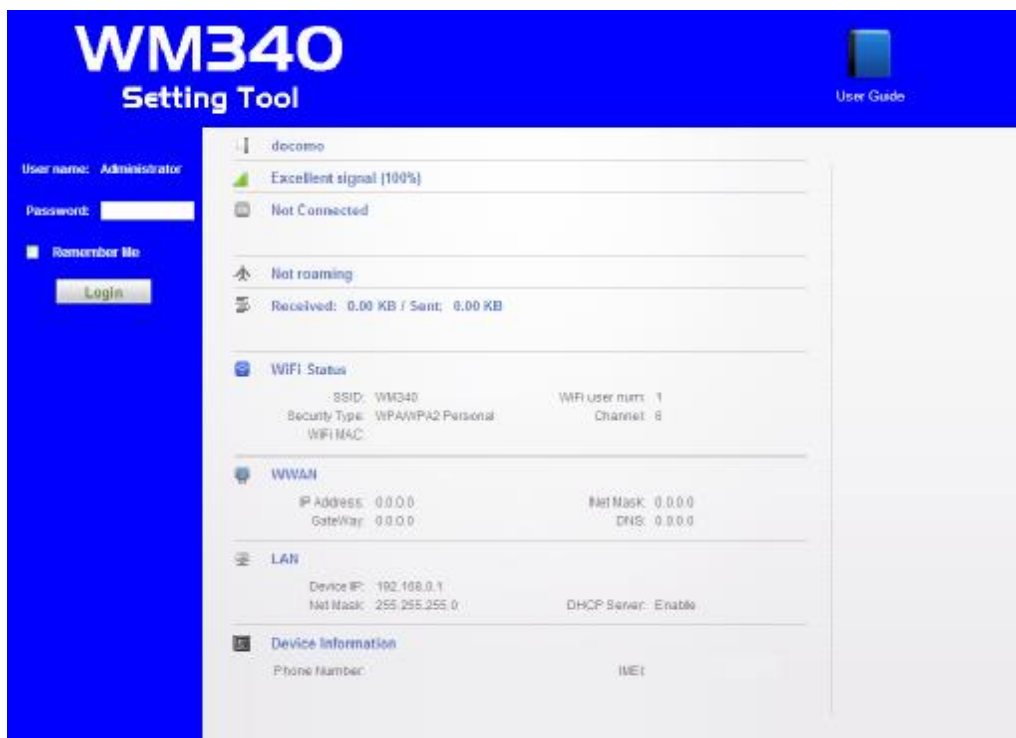 WM340
Setting Tool
User Guide
User name: Administrator
Password:
Remember Me
Login
docomo
Excellent signal (100%)
Not Connected
Not roaming
Received: 0.00 KB / Sent: 0.00 KB
WiFi Status
SSID: WM340 WiFi user num: 1
Security Type: WPA/WPA2 Personal Channel: 6
WiFi MAC:
WWAN
IP Address: 0.0.0.0 Net Mask: 0.0.0.0
GateWay: 0.0.0.0 DNS: 0.0.0.0
LAN
Device IP: 192.168.0.1
Net Mask: 255.255.255.0 DHCP Server: Enable
Device Information
Phone Number: IMEI: